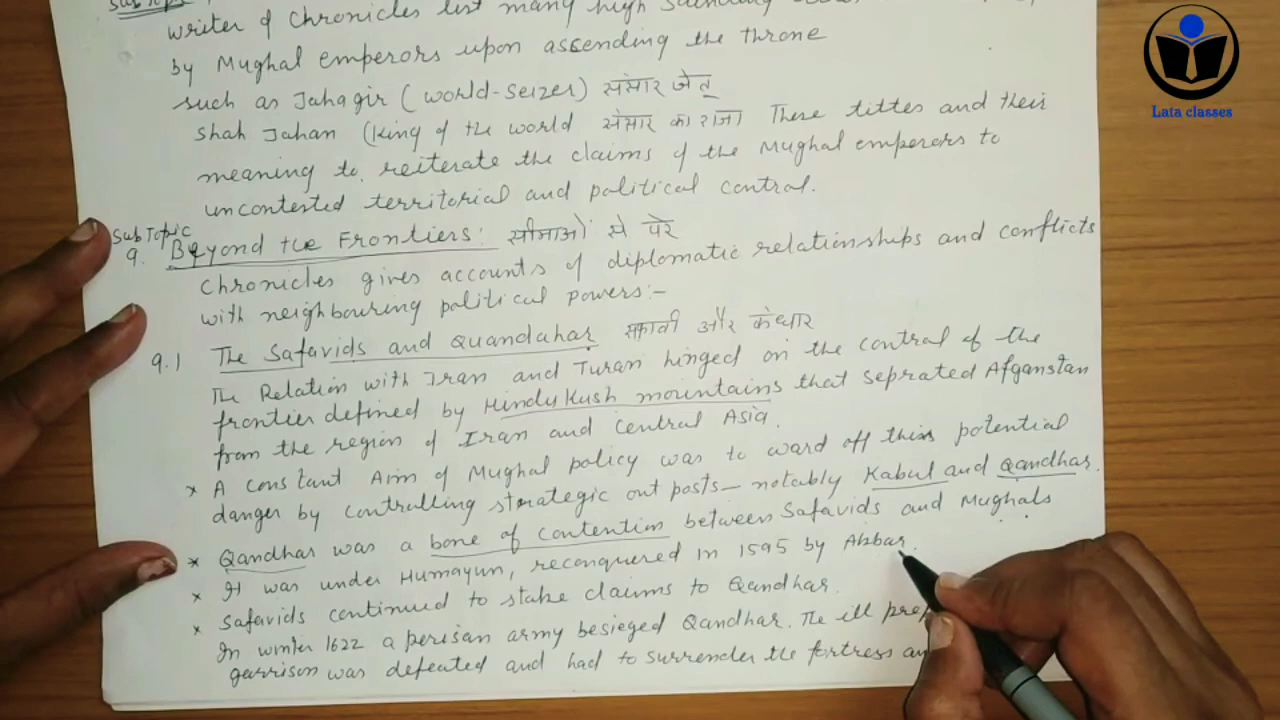 Sub Topic
writer of Chronicles list many high
by Mughal emperors upon ascending the throne
such as Jahagir (world-seizer) संसार जेतू
Shah Jahan (King of the world संसार का राजा These tittes and their
meaning to reiterate the claims of the Mughal emperors to
uncontested territorial and political control.
SubTopic
9. Beyond the Frontiers: सीमाओं से परे
Chronicles gives accounts of diplomatic relationships and conflicts
with neighbouring political powers:-
9.1 The Safavids and Quandahar सफ़ावी और कंधार
The Relation with Iran and Turan hinged on the control of the
frontier defined by Hindu Kush mountains that seprated Afganstan
from the region of Iran and Central Asia.
x A constant Aim of Mughal policy was to ward off this potential
danger by controlling strategic out posts - notably Kabul and Qandhar.
x Qandhar was a bone of contention between Safavids and Mughals
x It was under Humayun, reconquered in 1595 by Akbar.
x Safavids continued to stake claims to Qandhar.
In winter 1622 a perisan army besieged Qandhar. The ill
garrison was defeated and had to surrender the fortress
Lata classes